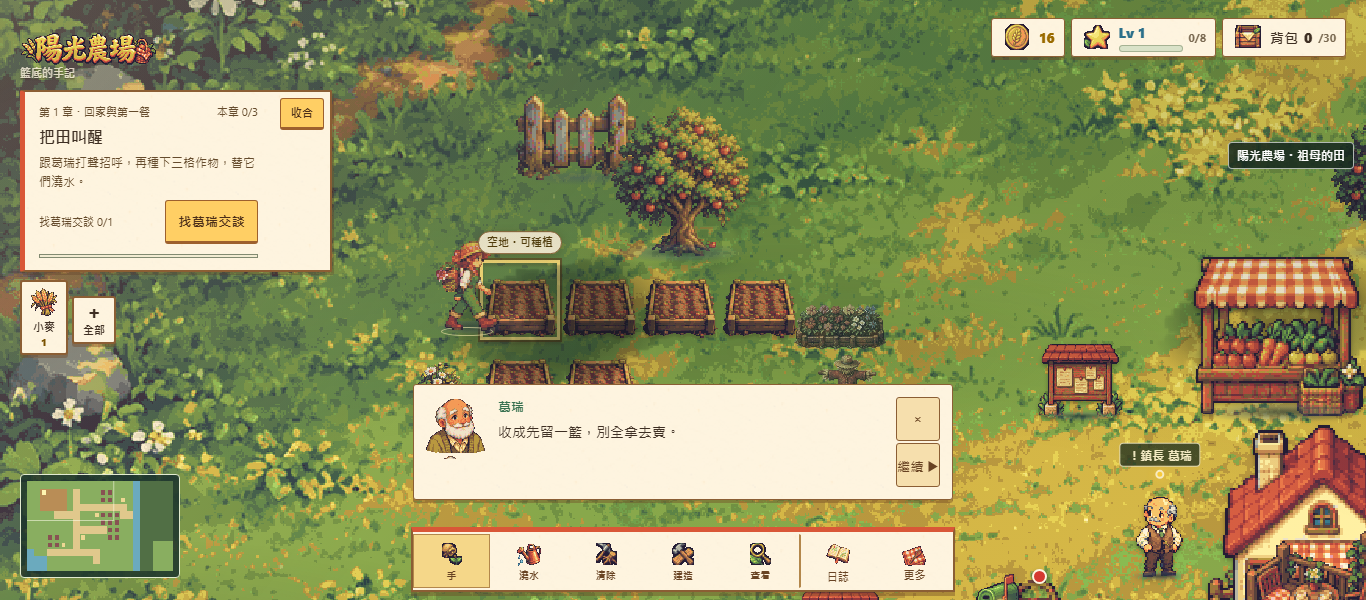 陽光農場
籃底的手記
第 1 章 · 回家與第一餐
本章 0/3
收合
把田叫醒
跟葛瑞打聲招呼，再種下三格作物，替它
們澆水。
找葛瑞交談 0/1
找葛瑞交談
小麥
1
+
全部
16
Lv 1
0/8
背包 0 /30
陽光農場 · 祖母的田
空地 · 可種植
葛瑞
收成先留一籃，別全拿去賣。
×
繼續 ▶
! 鎮長 葛瑞
手
澆水
清除
建造
查看
日誌
更多